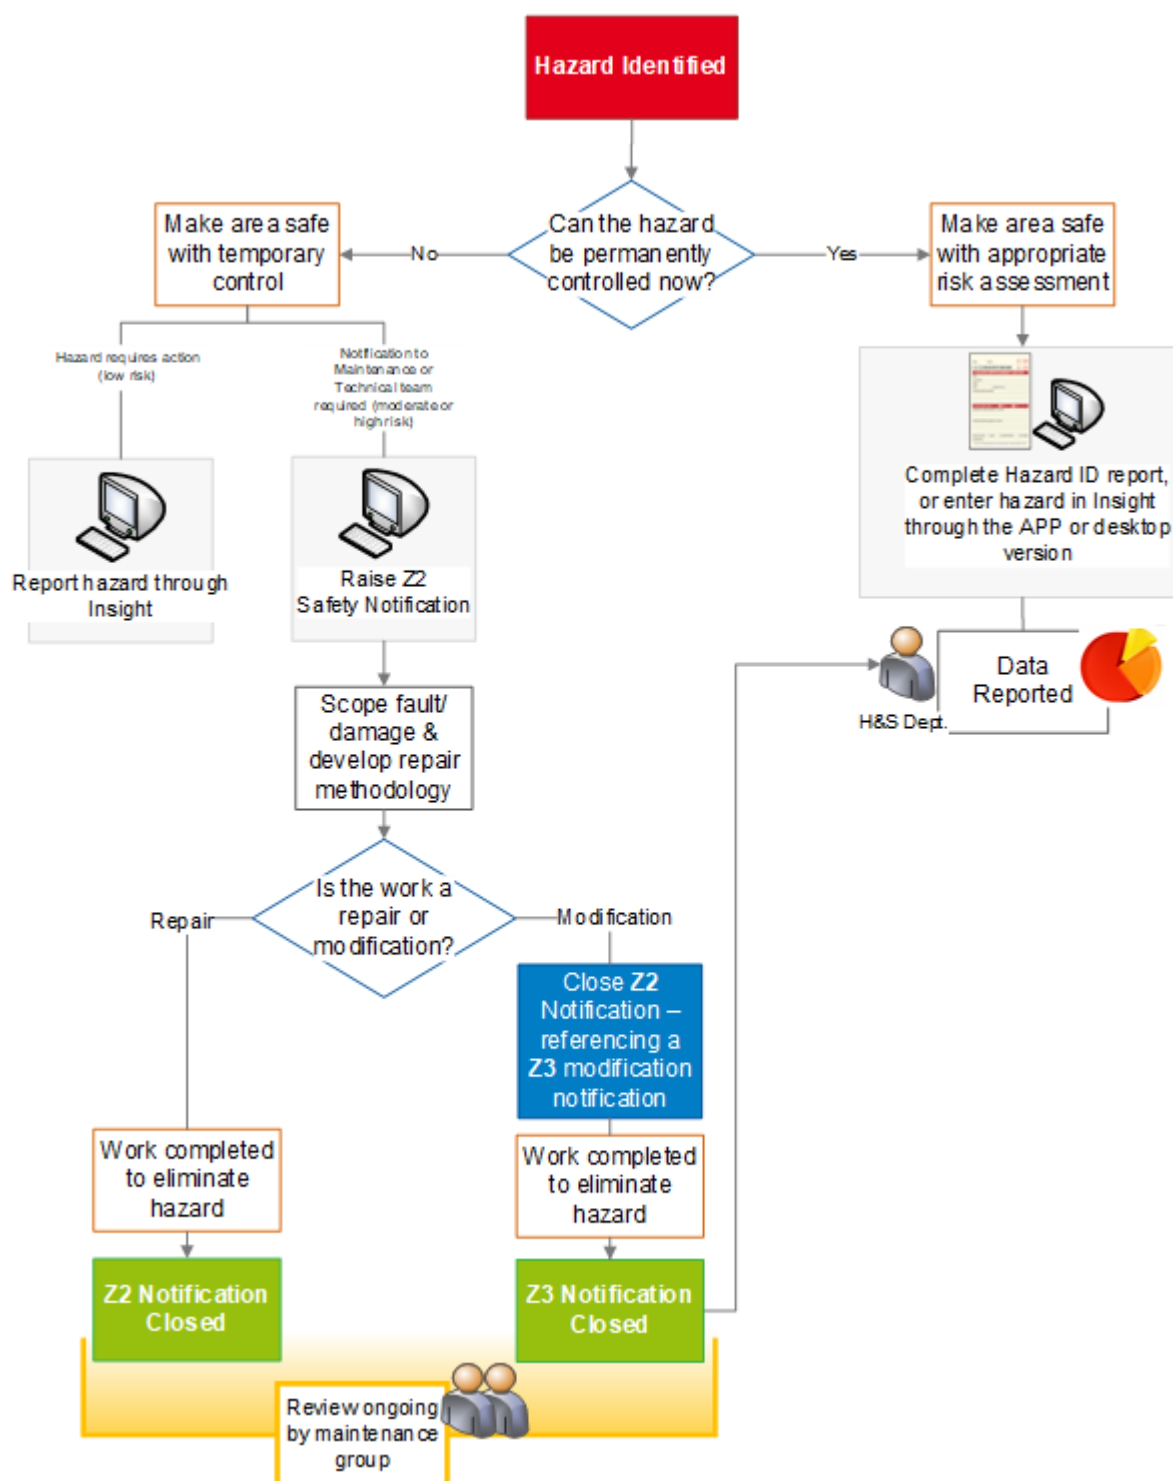 Hazard Identified
Can the hazard
be permanently
controlled now?
No
Yes
Make area safe
with temporary
control
Make area safe
with appropriate
risk assessment
Hazard requires action
(low risk)
Notification to
Maintenance or
Technical team
required (moderate or
high risk)
Report hazard through
Insight
Raise Z2
Safety Notification
Complete Hazard ID report,
or enter hazard in Insight
through the APP or desktop
version
H&S Dept.
Data
Reported
Scope fault/
damage &
develop repair
methodology
Is the work a
repair or
modification?
Repair
Modification
Close Z2
Notification –
referencing a
Z3 modification
notification
Work completed
to eliminate
hazard
Work completed
to eliminate
hazard
Z2 Notification
Closed
Z3 Notification
Closed
Review ongoing
by maintenance
group